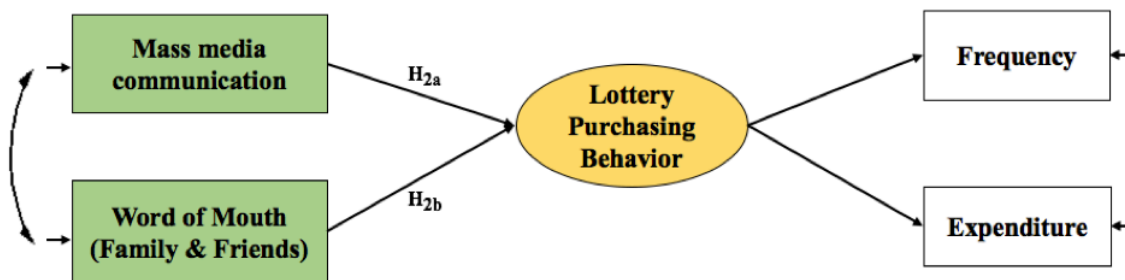 Mass media
communication
H2a
Word of Mouth
(Family & Friends)
H2b
Lottery
Purchasing
Behavior
Frequency
Expenditure